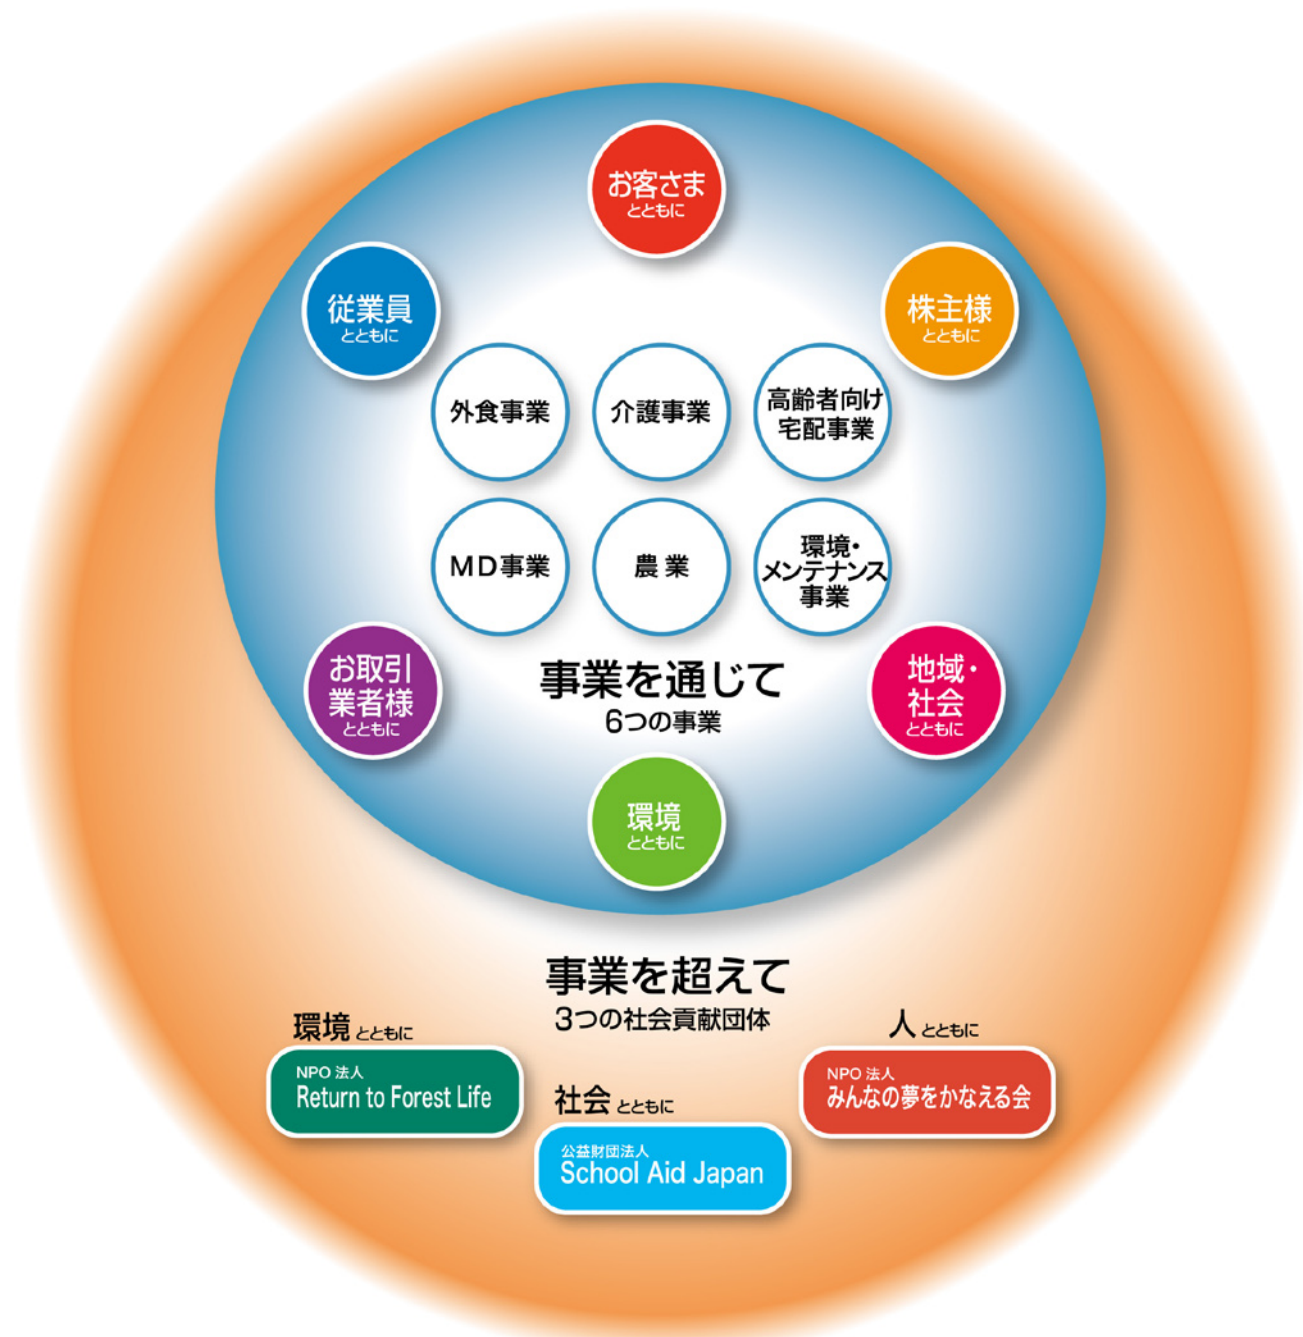 お客さま
とともに
従業員
とともに
株主様
とともに
外食事業
介護事業
高齢者向け
宅配事業
MD事業
農業
環境・
メンテナンス
事業
お取引
業者様
とともに
事業を通じて
6つの事業
地域・
社会
とともに
環境
とともに
事業を超えて
3つの社会貢献団体
環境とともに
NPO 法人
Return to Forest Life
社会とともに
公益財団法人
School Aid Japan
人とともに
NPO 法人
みんなの夢をかなえる会